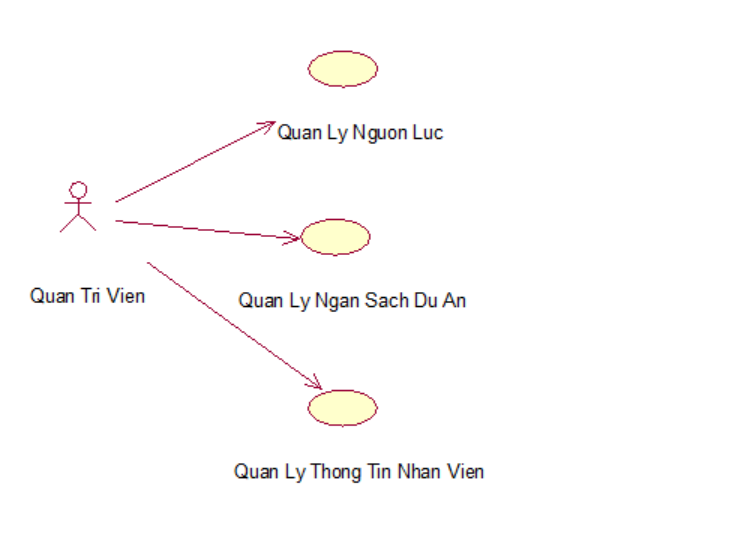 Quan Ly Nguon Luc
Quan Tri Vien
Quan Ly Ngan Sach Du An
Quan Ly Thong Tin Nhan Vien